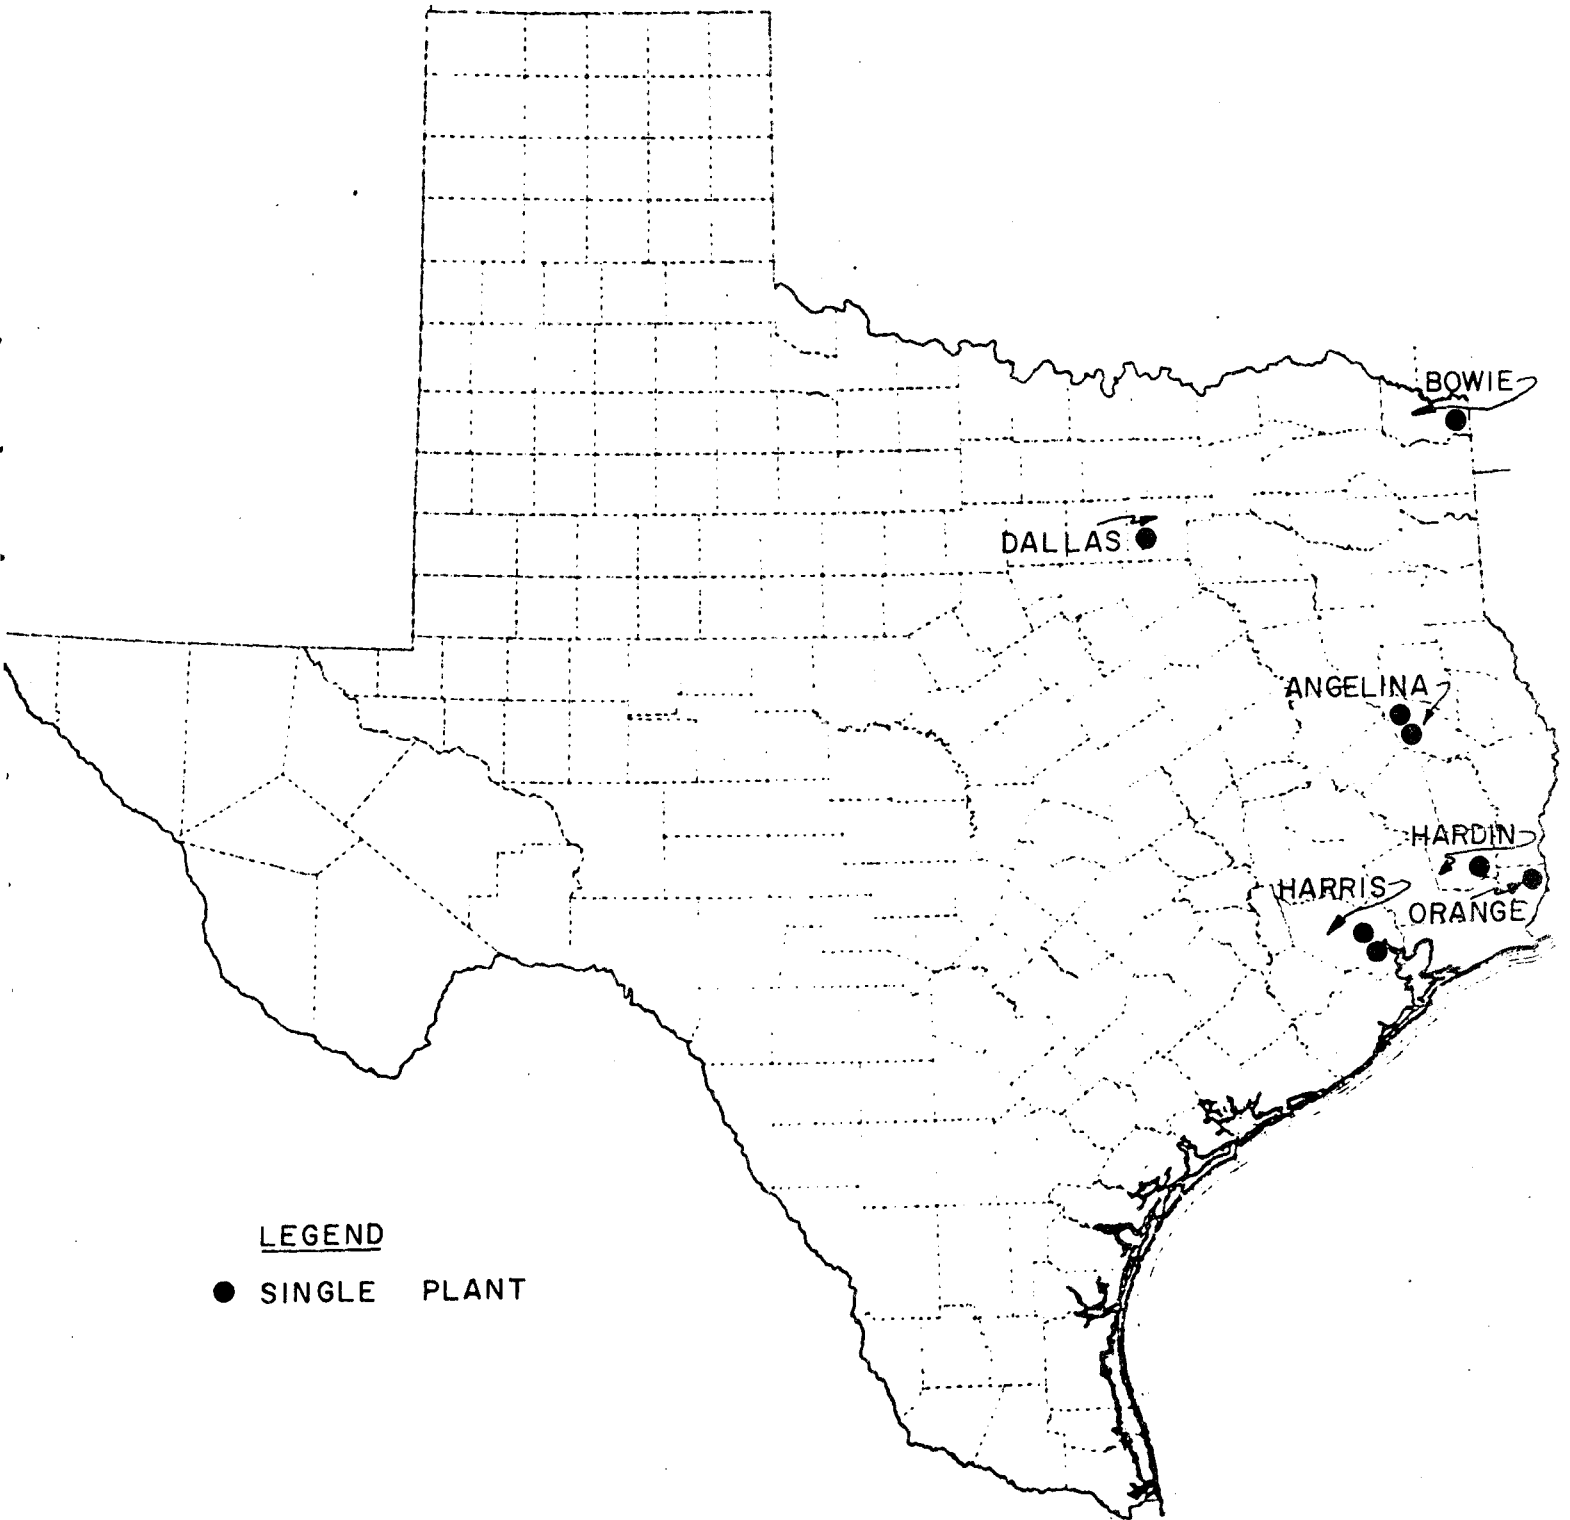 BOWIE
DALLAS
ANGELINA
HARDIN
HARRIS
ORANGE
LEGEND
SINGLE PLANT